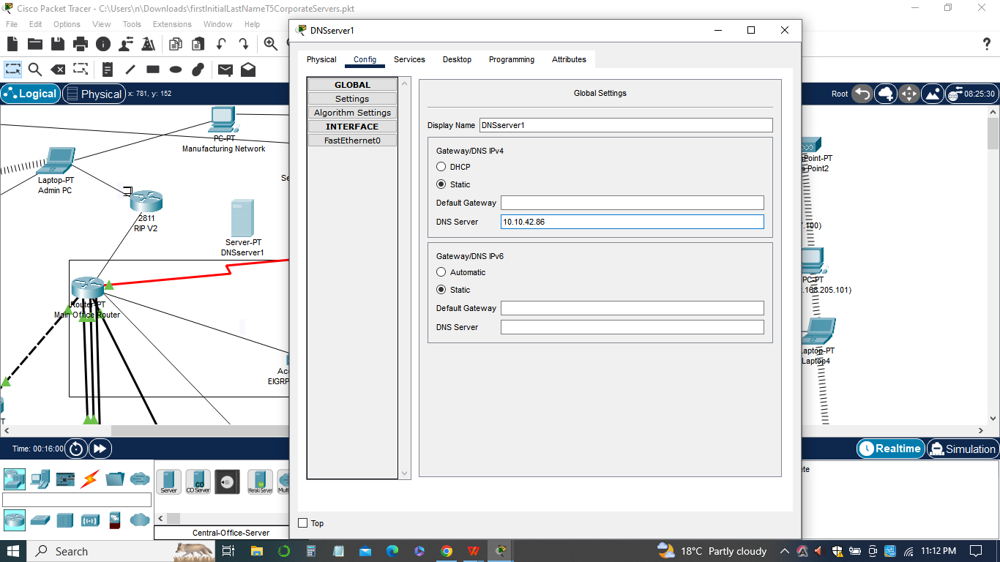 Cisco Packet Tracer - C:\Users\n\Downloads\firstInitialLastNameT5CorporateServers.pkt
File Edit Options View Tools Extensions Window Help
DNSserver1
Physical Config Services Desktop Programming Attributes
Logical Physical x: 781, y: 152
Root 08:25:30
GLOBAL
Settings
Algorithm Settings
INTERFACE
FastEthernet0
Global Settings
Display Name DNSserver1
Gateway/DNS IPv4
DHCP
Static
Default Gateway
DNS Server 10.10.42.86
Gateway/DNS IPv6
Automatic
Static
Default Gateway
DNS Server
Top
PC-PT
Manufacturing Network
Laptop-PT
Admin PC
Se
2811
RIP V2
Server-PT
DNSserver1
Router-PT
Main Office Router
Acc
EIGRP
T
Point-PT
s Point2
.100)
PC-PT
.168.205.101)
Laptop-PT
Laptop4
Time: 00:16:00
Realtime Simulation
Server
CO Server
Meraki Server
Mult
Central-Office-Server
ete
Search
18°C Partly cloudy
11:12 PM